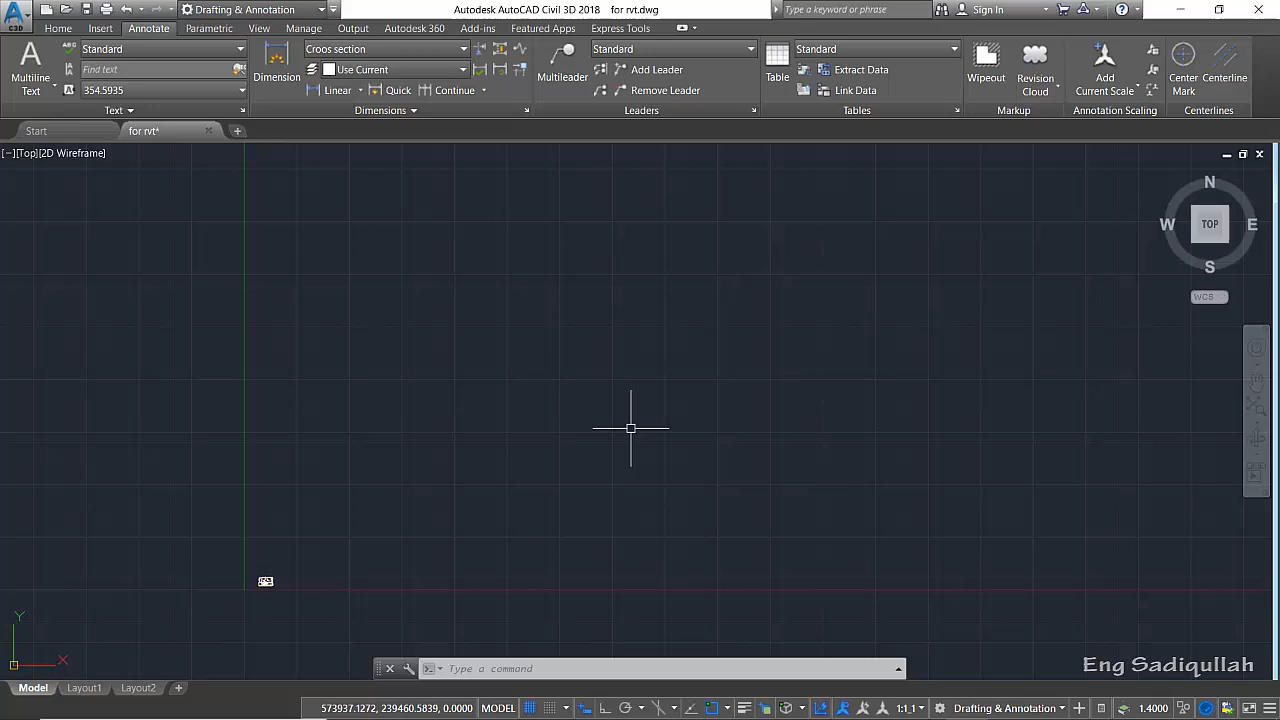 C3D
Drafting & Annotation
Autodesk AutoCAD Civil 3D 2018 for rvt.dwg
Type a keyword or phrase
Sign In
Home Insert Annotate Parametric View Manage Output Autodesk 360 Add-ins Featured Apps Express Tools
Multiline Text
Standard
Find text
354.5935
Text
Dimension
Coross section
Use Current
Linear Quick Continue
Dimensions
Multileader
Standard
Add Leader
Remove Leader
Leaders
Table
Standard
Extract Data
Link Data
Tables
Wipeout
Revision Cloud
Markup
Add Current Scale
Annotation Scaling
Center Mark
Centerline
Centerlines
Start for rvt*
[−][Top][2D Wireframe]
N
W TOP E
S
WCS
Y
X
Type a command
Eng Sadiqullah
Model Layout1 Layout2
573937.1272, 239460.5839, 0.0000 MODEL 1:1 Drafting & Annotation 1.4000